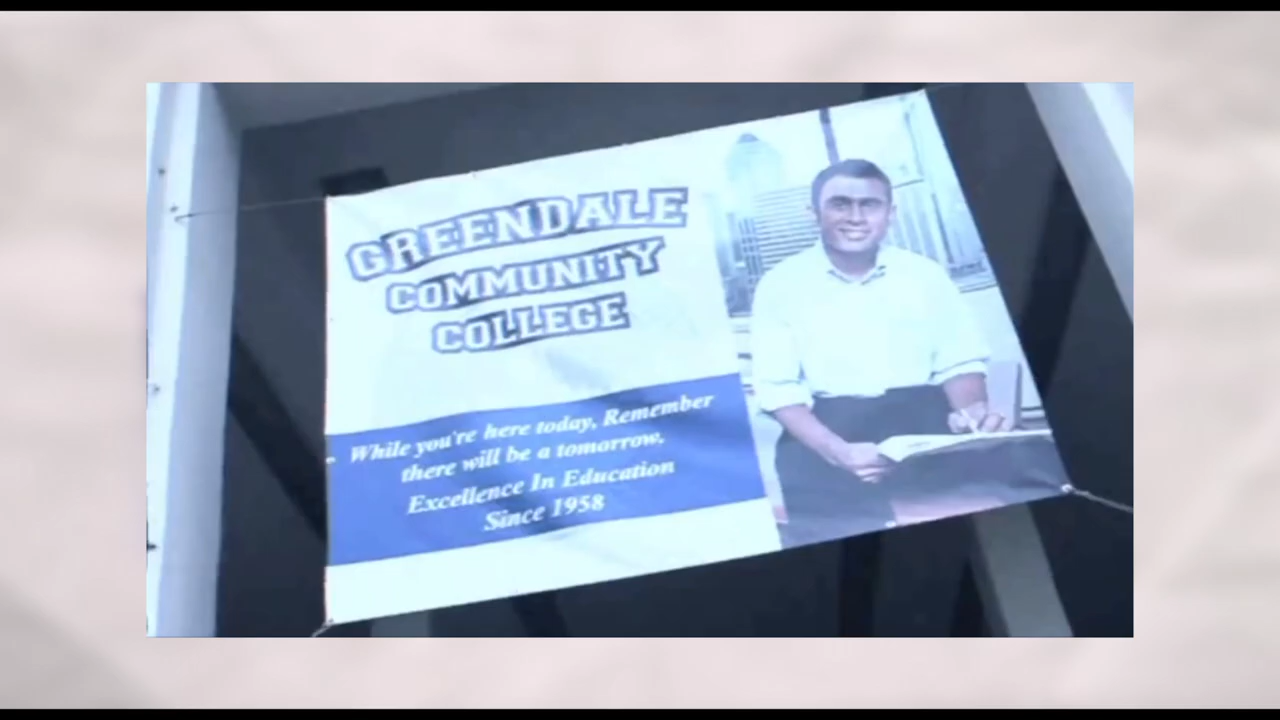 GREENDALE
COMMUNITY
COLLEGE
While you're here today, Remember
there will be a tomorrow.
Excellence In Education
Since 1958